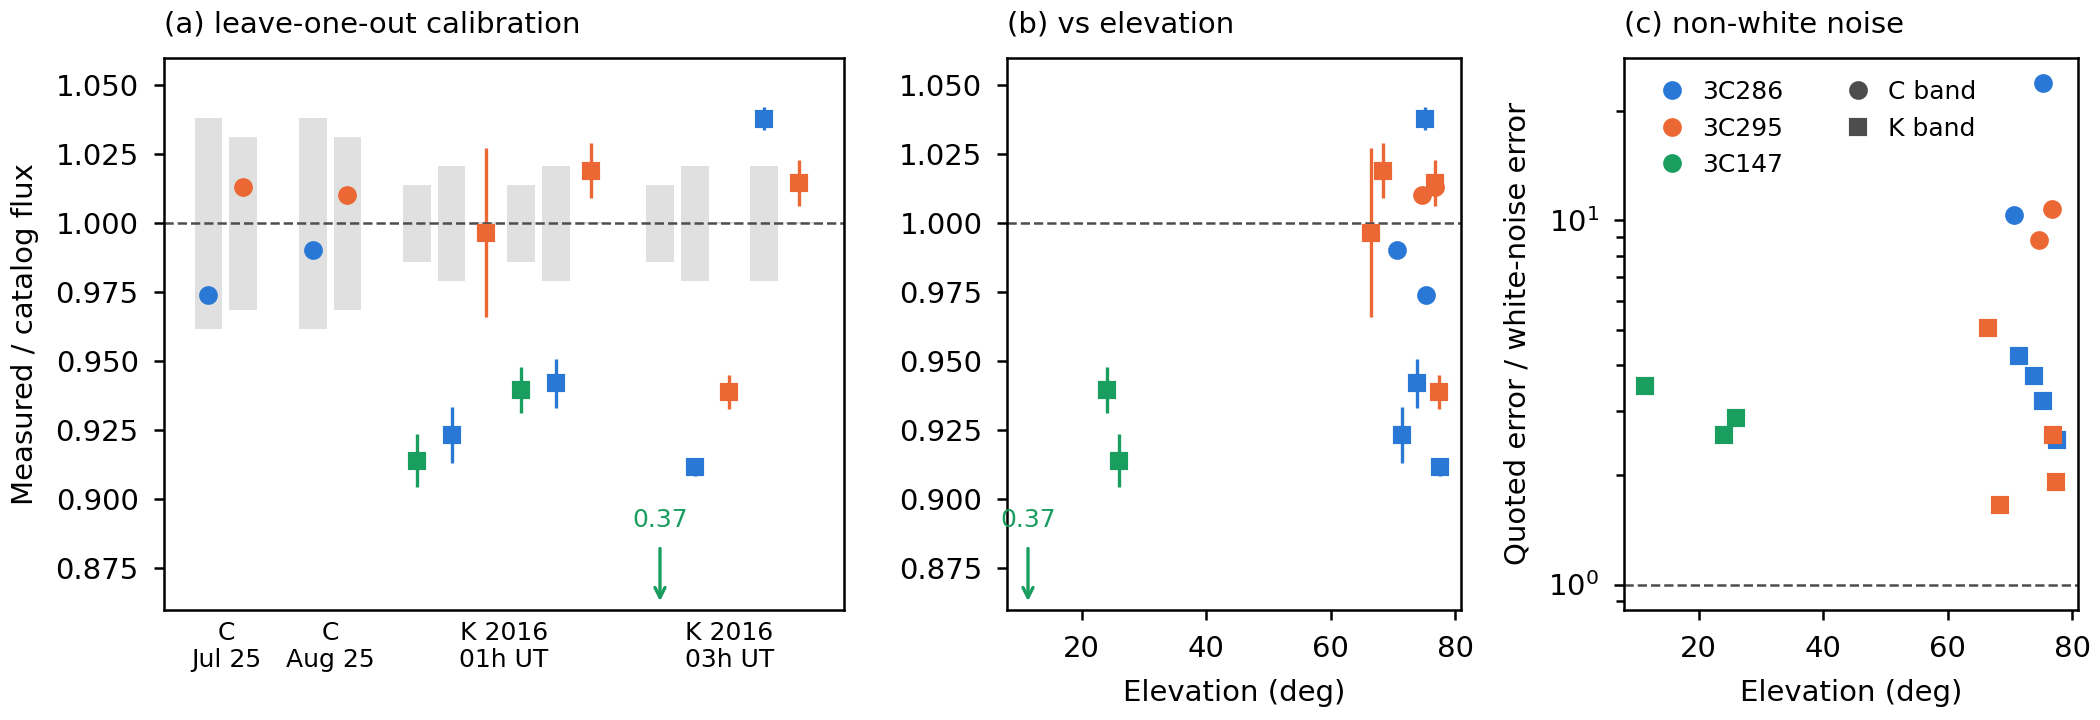 (a) leave-one-out calibration
Measured / catalog flux
1.050
1.025
1.000
0.975
0.950
0.925
0.900
0.875
0.37
C
Jul 25
C
Aug 25
K 2016
01h UT
K 2016
03h UT
(b) vs elevation
1.050
1.025
1.000
0.975
0.950
0.925
0.900
0.875
0.37
20
40
60
80
Elevation (deg)
(c) non-white noise
Quoted error / white-noise error
10¹
10⁰
3C286
3C295
3C147
C band
K band
20
40
60
80
Elevation (deg)